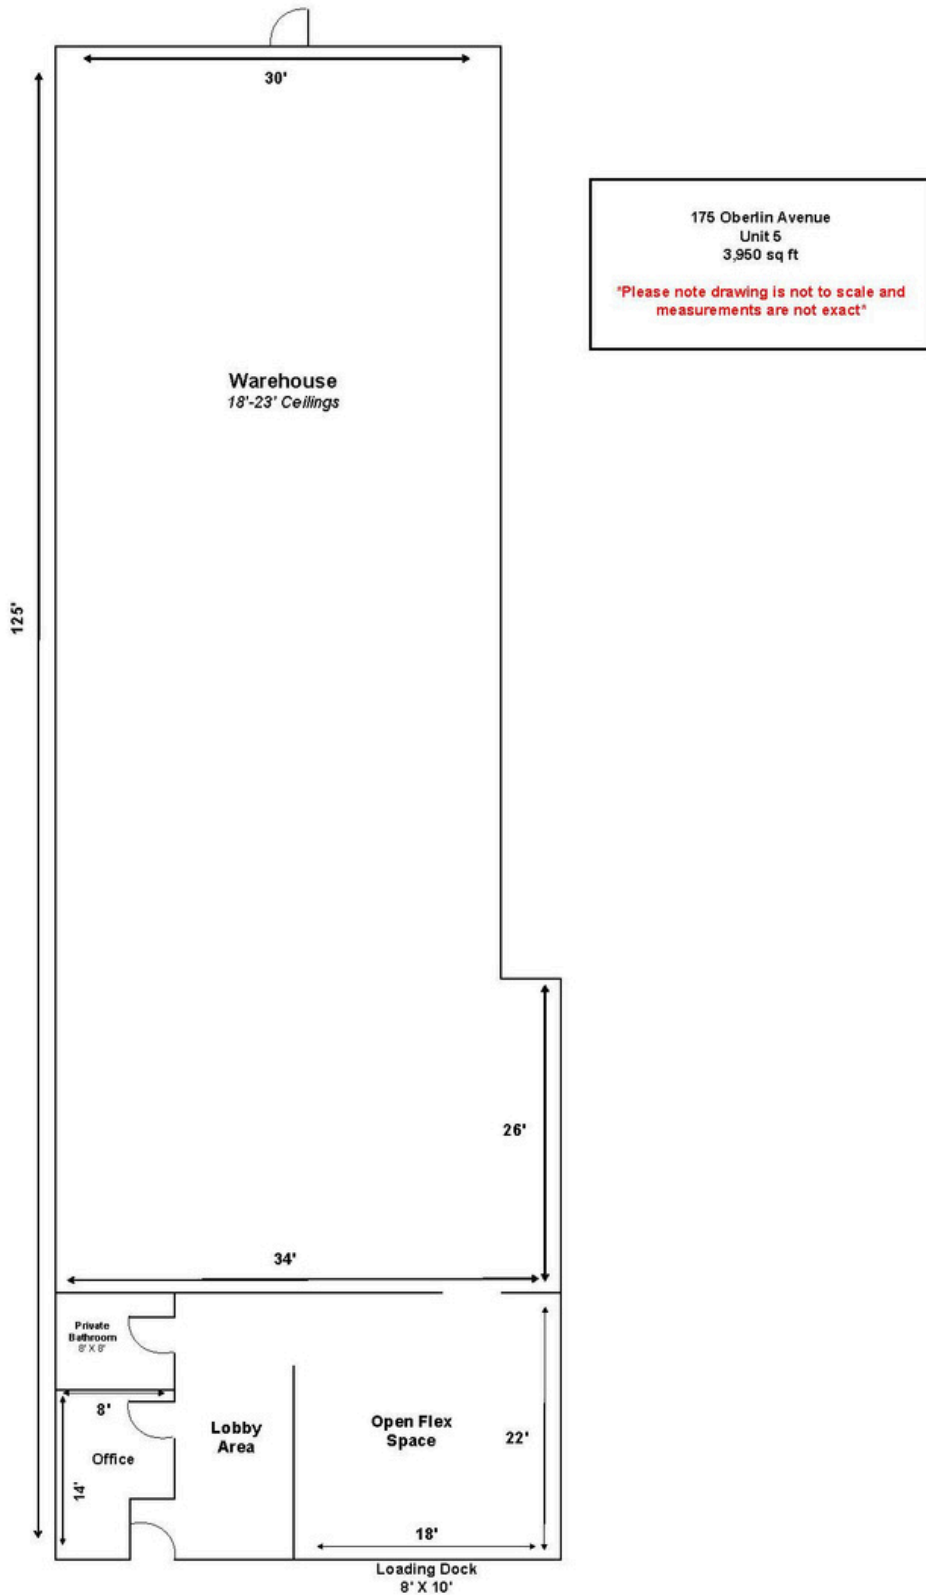 30'
175 Oberlin Avenue
Unit 5
3,950 sq ft
*Please note drawing is not to scale and
measurements are not exact*
Warehouse
18'-23' Ceilings
125'
26'
34'
Private
Bathroom
8' X 8'
8'
Lobby
Area
Open Flex
Space
22'
Office
14'
18'
Loading Dock
8' X 10'